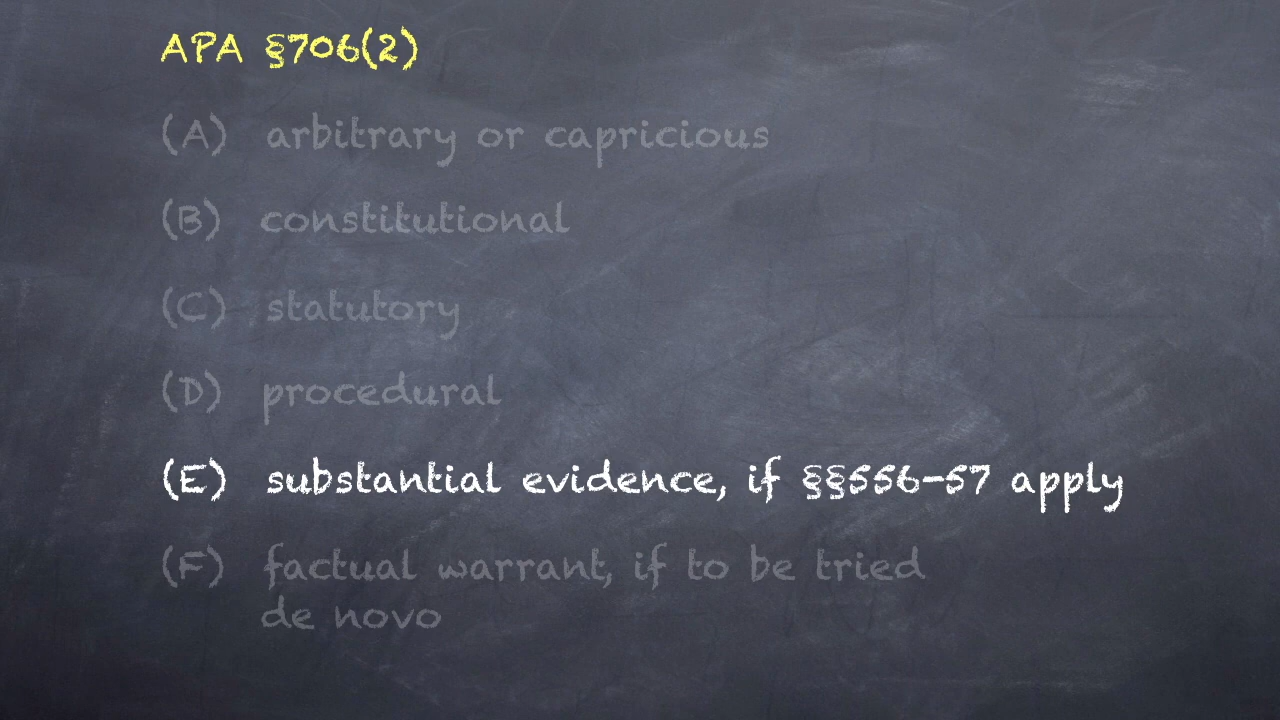 APA §706(2)
(A) arbitrary or capricious
(B) constitutional
(C) statutory
(D) procedural
(E) substantial evidence, if §§556-57 apply
(F) factual warrant, if to be tried
de novo